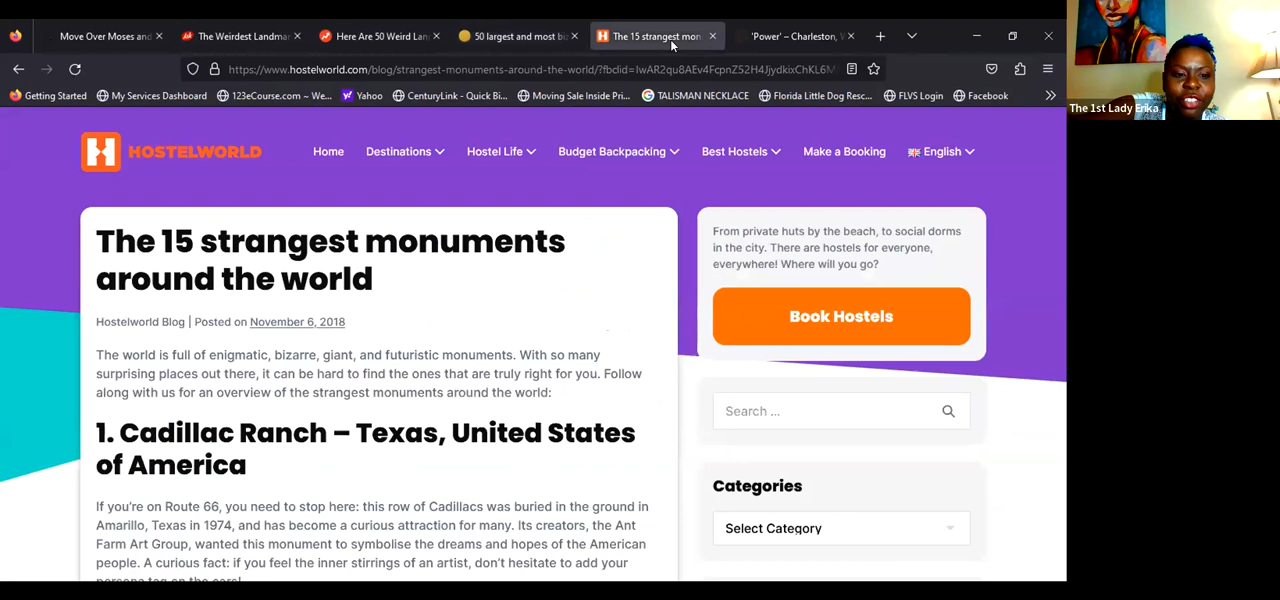 Move Over Moses and
The Weirdest Landma
Here Are 50 Weird Lan
50 largest and most bi
The 15 strangest mon
'Power' – Charleston, W
https://www.hostelworld.com/blog/strangest-monuments-around-the-world/?fbclid=IwAR2qu8AEv4FcpnZ52H4JjydkixChKL6M
Getting Started
My Services Dashboard
123eCourse.com ~ We...
Yahoo
CenturyLink - Quick Bi...
Moving Sale Inside Pri...
TALISMAN NECKLACE
Florida Little Dog Resc...
FLVS Login
Facebook
The 1st Lady Erika
H HOSTELWORLD
Home
Destinations
Hostel Life
Budget Backpacking
Best Hostels
Make a Booking
English
The 15 strangest monuments
around the world
Hostelworld Blog | Posted on November 6, 2018
The world is full of enigmatic, bizarre, giant, and futuristic monuments. With so many
surprising places out there, it can be hard to find the ones that are truly right for you. Follow
along with us for an overview of the strangest monuments around the world:
1. Cadillac Ranch – Texas, United States
of America
If you're on Route 66, you need to stop here: this row of Cadillacs was buried in the ground in
Amarillo, Texas in 1974, and has become a curious attraction for many. Its creators, the Ant
Farm Art Group, wanted this monument to symbolise the dreams and hopes of the American
people. A curious fact: if you feel the inner stirrings of an artist, don't hesitate to add your
From private huts by the beach, to social dorms
in the city. There are hostels for everyone,
everywhere! Where will you go?
Book Hostels
Search ...
Categories
Select Category